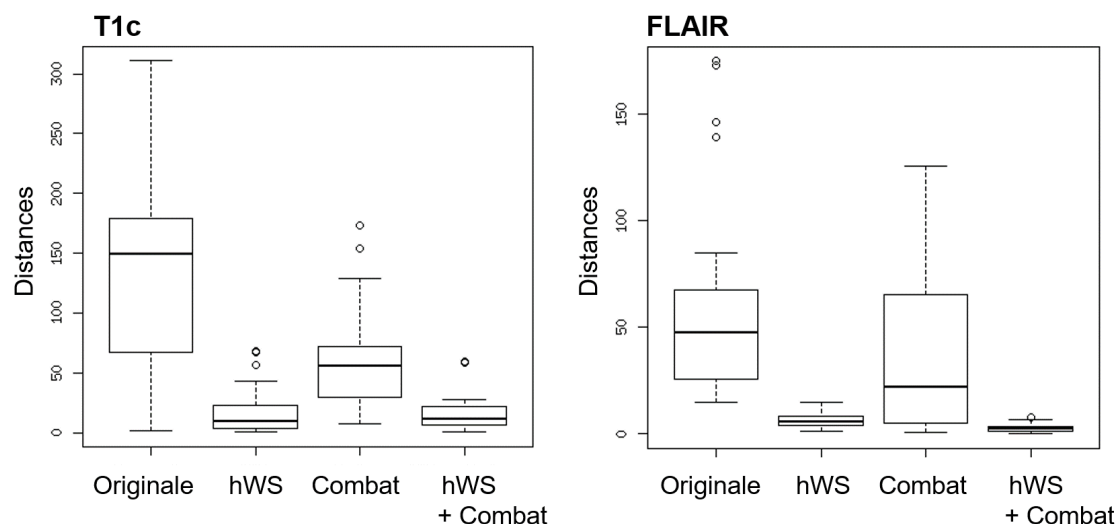 T1c
Distances
300
250
200
150
100
50
0
Originale
hWS
Combat
hWS
+ Combat
FLAIR
Distances
150
100
50
0
Originale
hWS
Combat
hWS
+ Combat